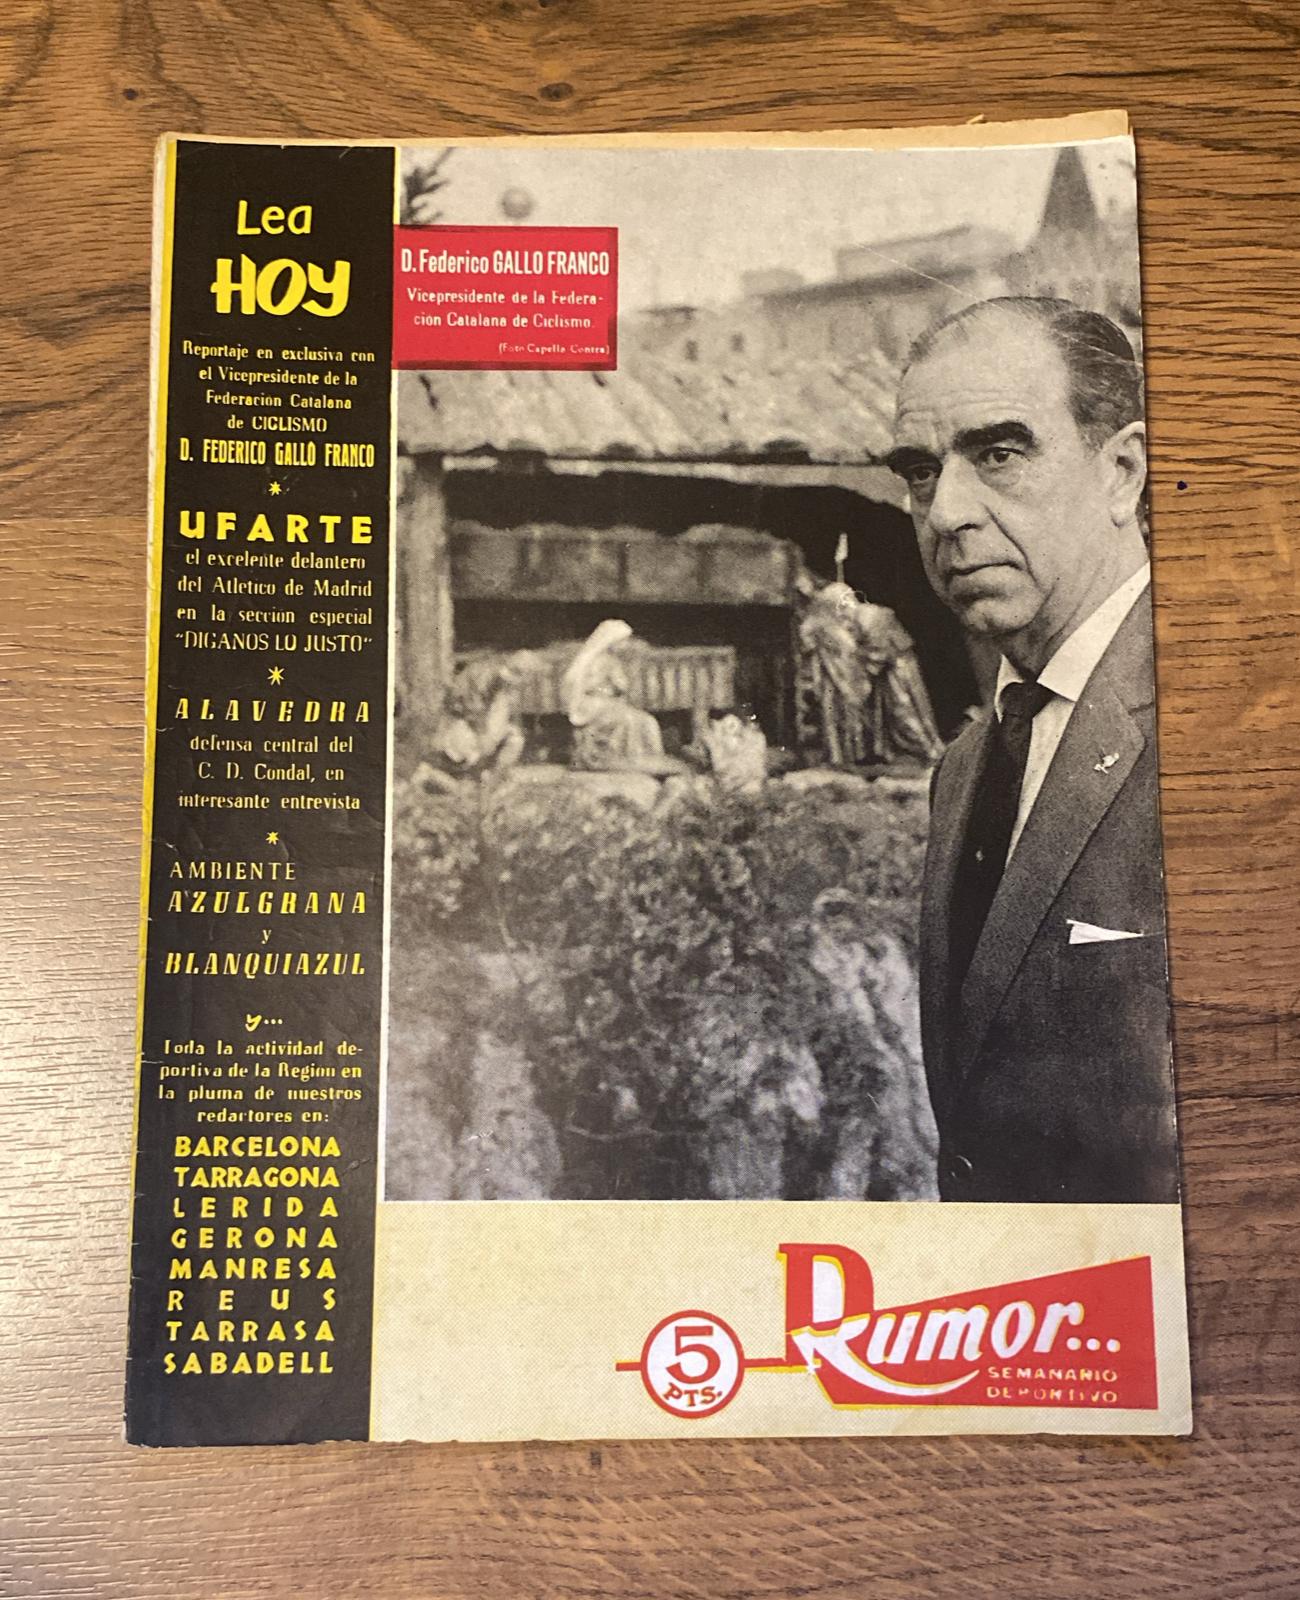 Lea
HOY
Reportaje en exclusiva con
el Vicepresidente de la
Federación Catalana
de CICLISMO
D. FEDERICO GALLÓ FRANCO
UFARTE
el excelente delantero
del Atletico de Madrid
en la sección especial
"DIGANOS LO JUSTO"
ALAVEDRA
defensa central del
C. D. Condal, en
interesante entrevista
AMBIENTE
AZULGRANA
y
BLANQUIAZUL
y...
Toda la actividad de-
portiva de la Región en
la pluma de nuestros
redactores en:
BARCELONA
TARRAGONA
LERIDA
GERONA
MANRESA
REUS
TARRASA
SABADELL
D. Federico GALLO FRANCO
Vicepresidente de la Federa-
ción Catalana de Ciclismo.
(Foto Capella Contra)
5
PTS.
Rumor...
SEMANARIO
DEPORTIVO